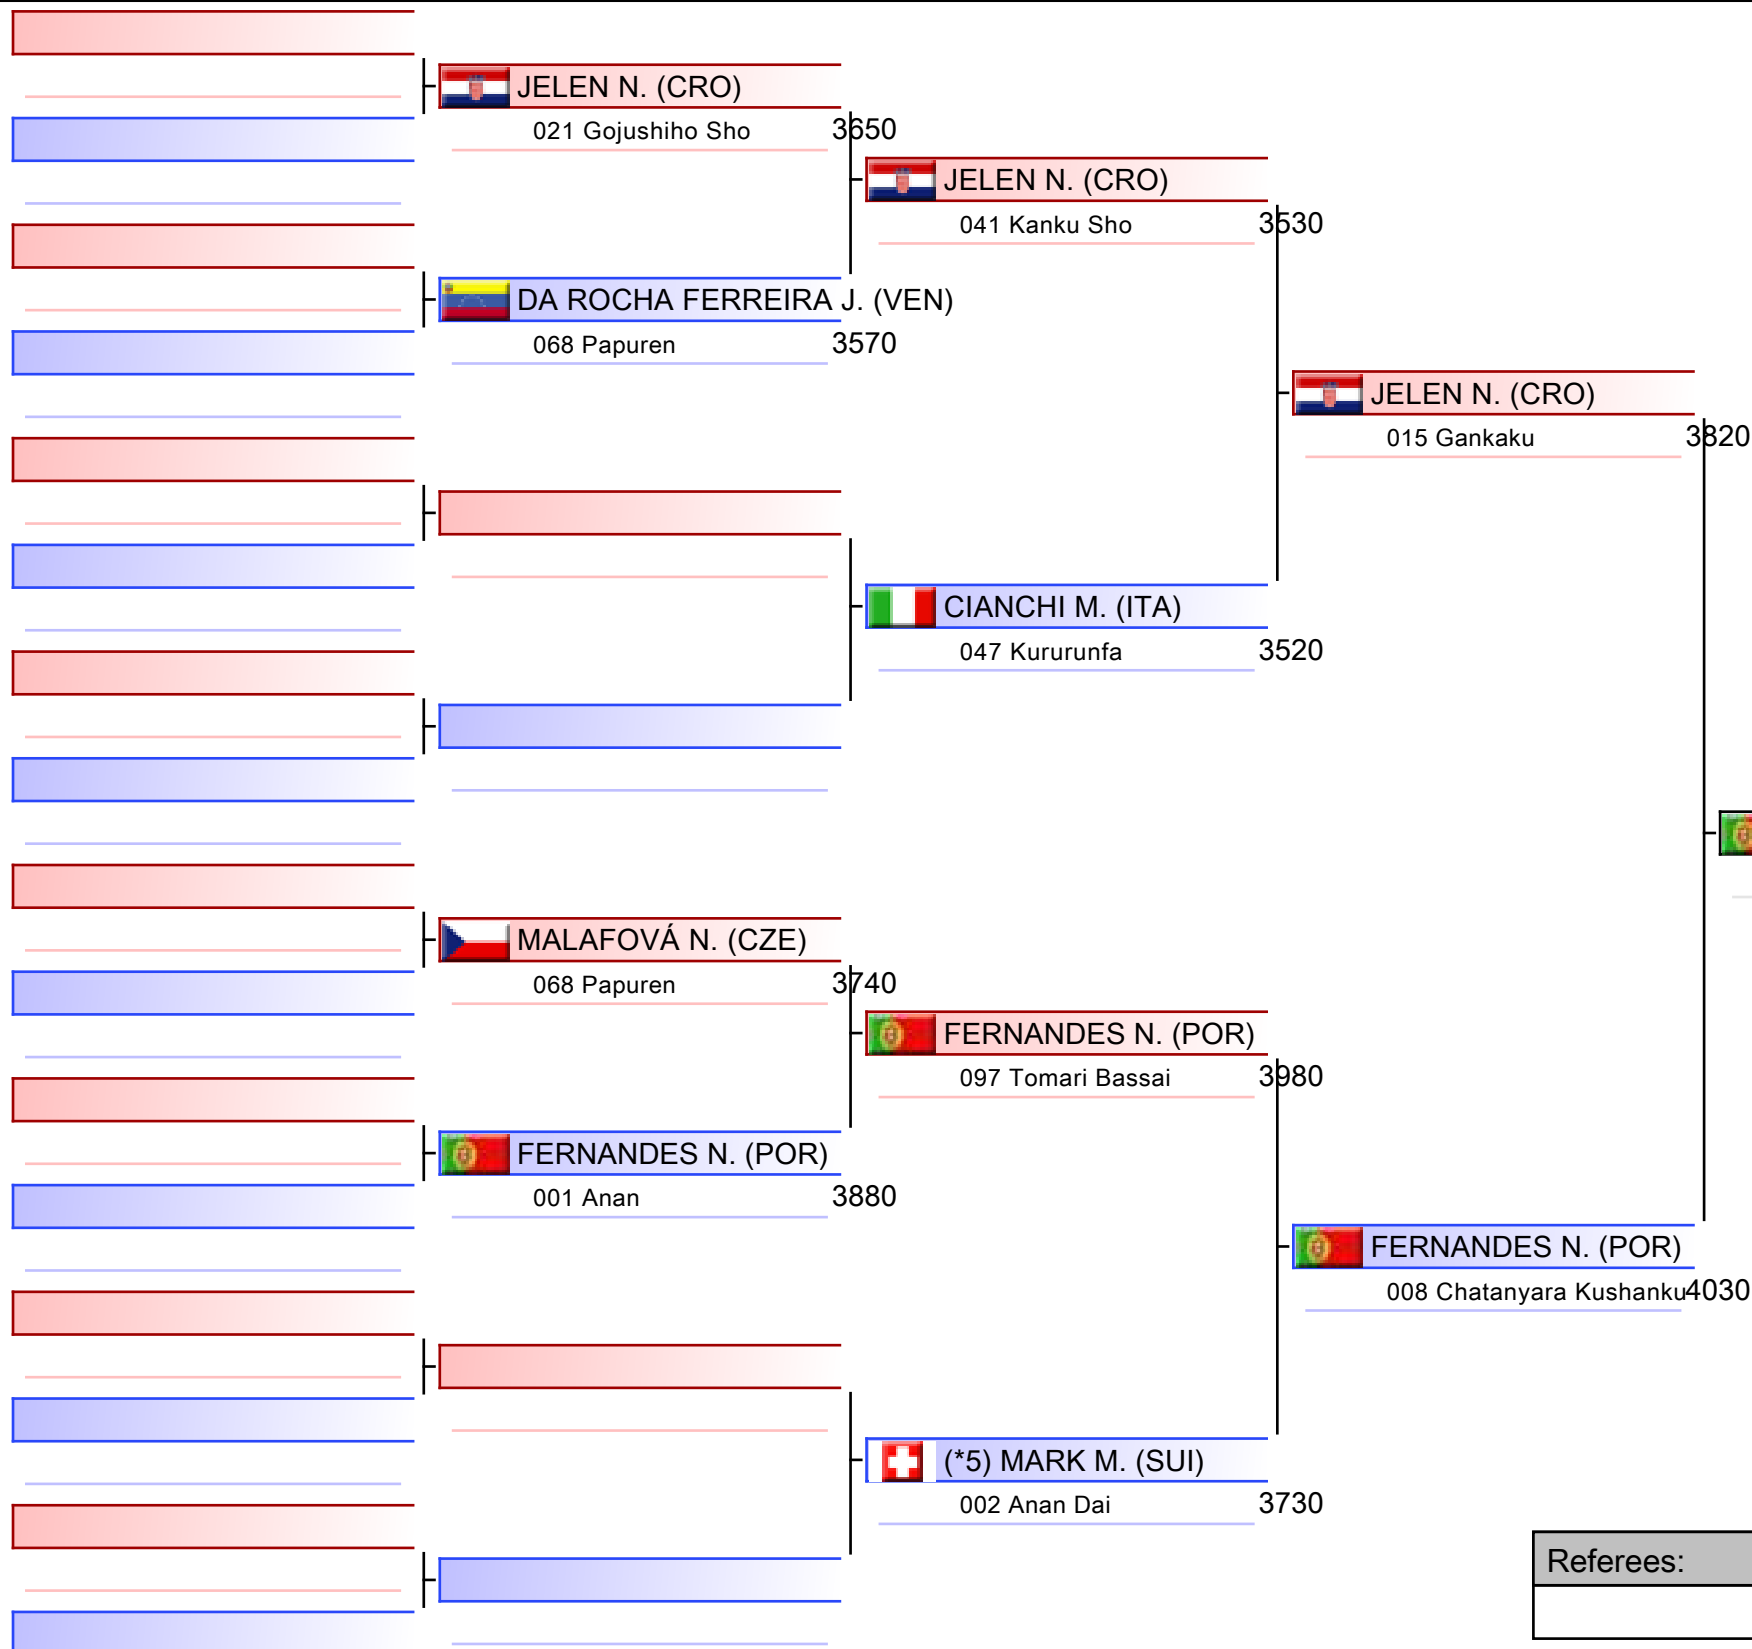 JELEN N. (CRO)
021 Gojushiho Sho 3650
JELEN N. (CRO)
041 Kanku Sho 3530
DA ROCHA FERREIRA J. (VEN)
068 Papuren 3570
JELEN N. (CRO)
015 Gankaku 3820
CIANCHI M. (ITA)
047 Kururunfa 3520
MALAFOVÁ N. (CZE)
068 Papuren 3740
FERNANDES N. (POR)
097 Tomari Bassai 3980
FERNANDES N. (POR)
001 Anan 3880
FERNANDES N. (POR)
008 Chatanyara Kushanku 4030
(*5) MARK M. (SUI)
002 Anan Dai 3730
Referees: